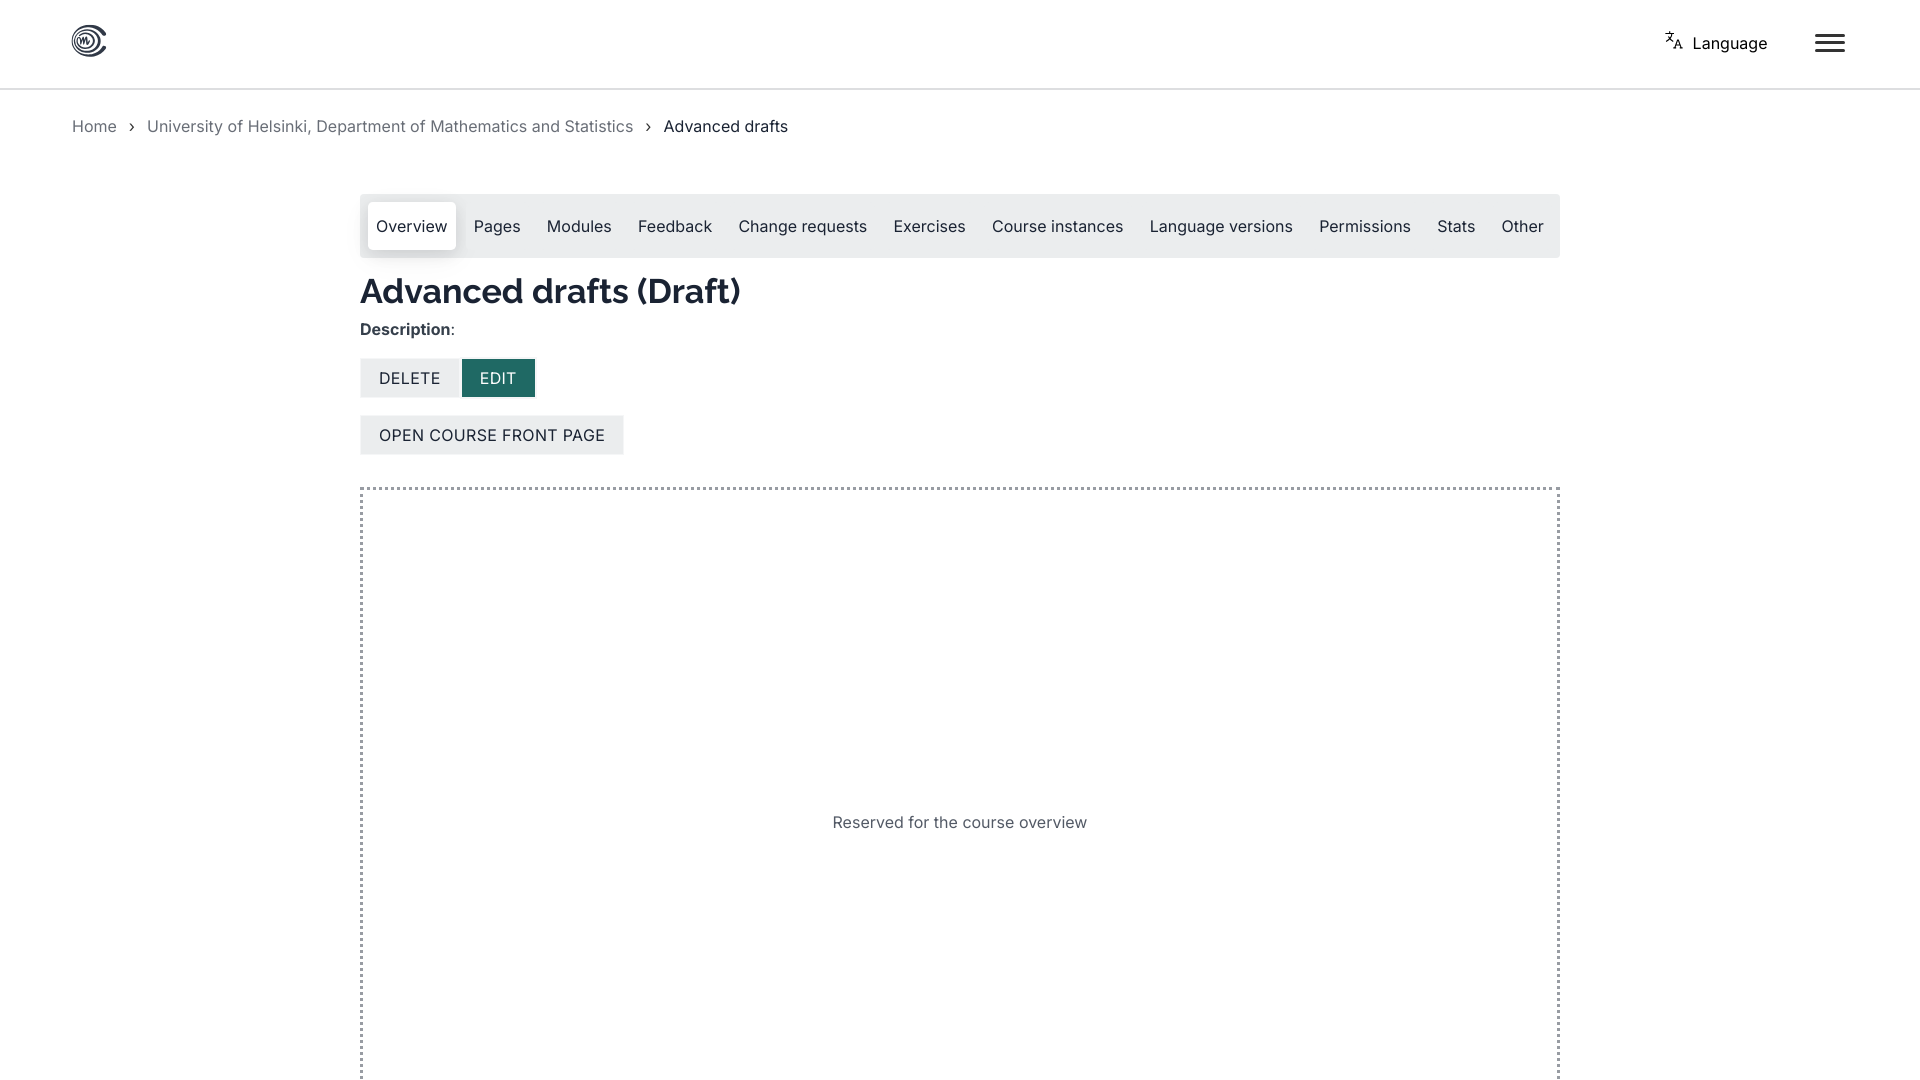 Language
Home › University of Helsinki, Department of Mathematics and Statistics › Advanced drafts
Overview Pages Modules Feedback Change requests Exercises Course instances Language versions Permissions Stats Other
Advanced drafts (Draft)
Description:
DELETE EDIT
OPEN COURSE FRONT PAGE
Reserved for the course overview